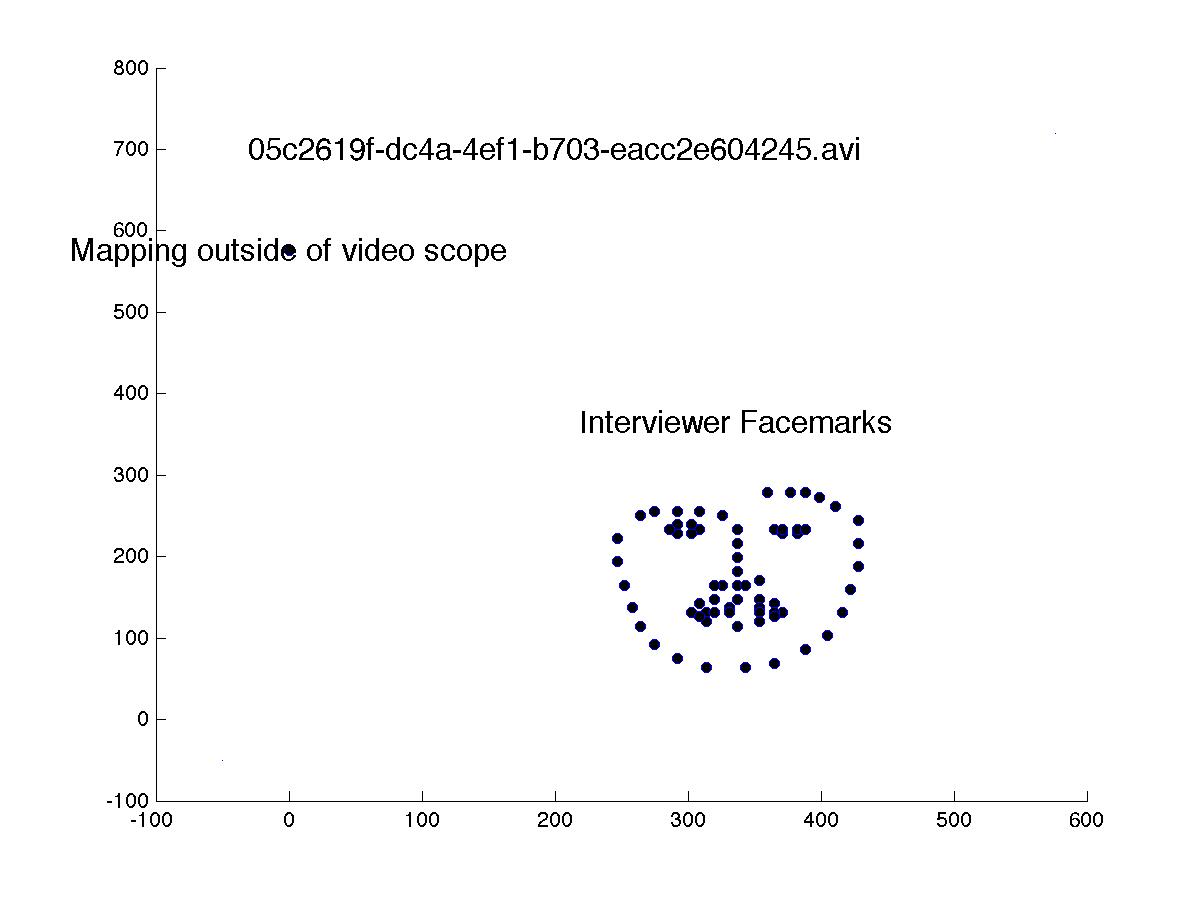 800
700
05c2619f-dc4a-4ef1-b703-eacc2e604245.avi
600
Mapping outside of video scope
500
400
Interviewer Facemarks
300
200
100
0
-100
-100 0 100 200 300 400 500 600